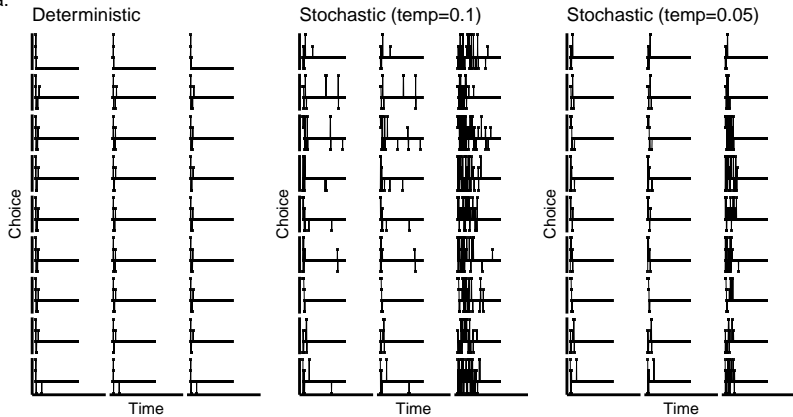 a.
Deterministic
Stochastic (temp=0.1)
Stochastic (temp=0.05)
Choice
Choice
Choice
Time
Time
Time